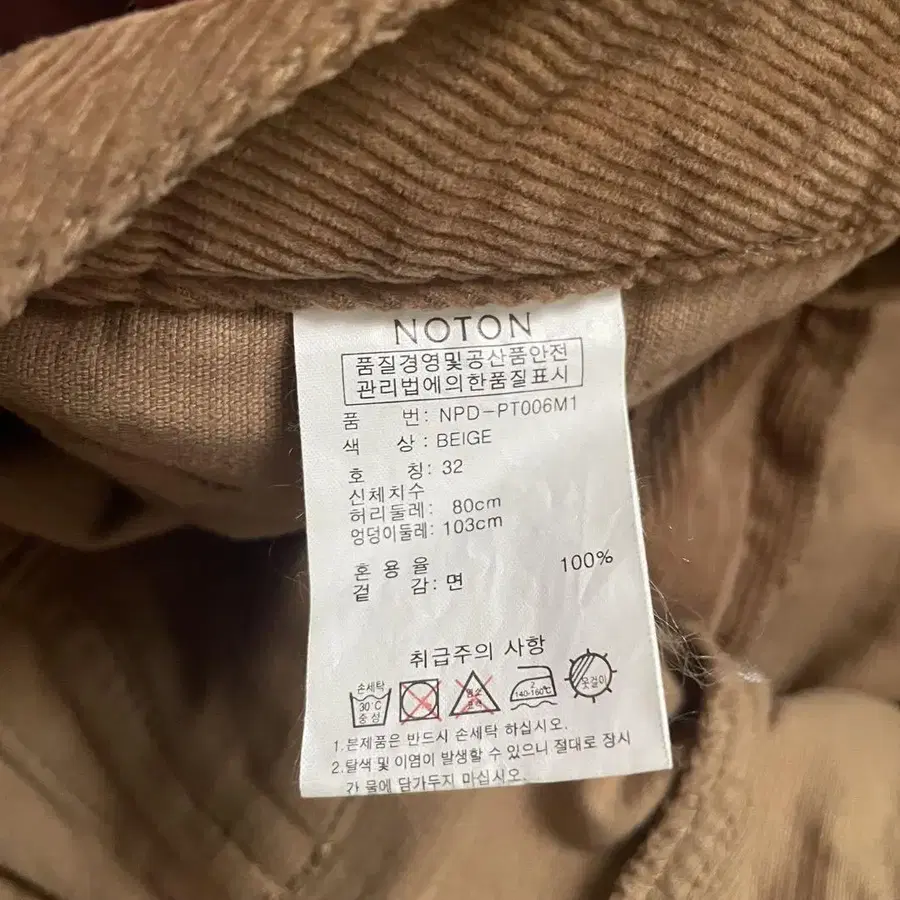 NOTON
품질경영및공산품안전
관리법에의한품질표시
품 번: NPD-PT006M1
색 상: BEIGE
호 칭: 32
신체치수
허리둘레: 80cm
엉덩이둘레: 103cm
혼 용 율
겉 감: 면 100%
취급주의 사항
손세탁
30℃
중성
염소
표백
2
140-160℃
옷걸이
1.본제품은 반드시 손세탁 하십시오.
2.탈색 및 이염이 발생할 수 있으니 절대로 장시
간 물에 담가두지 마십시오.